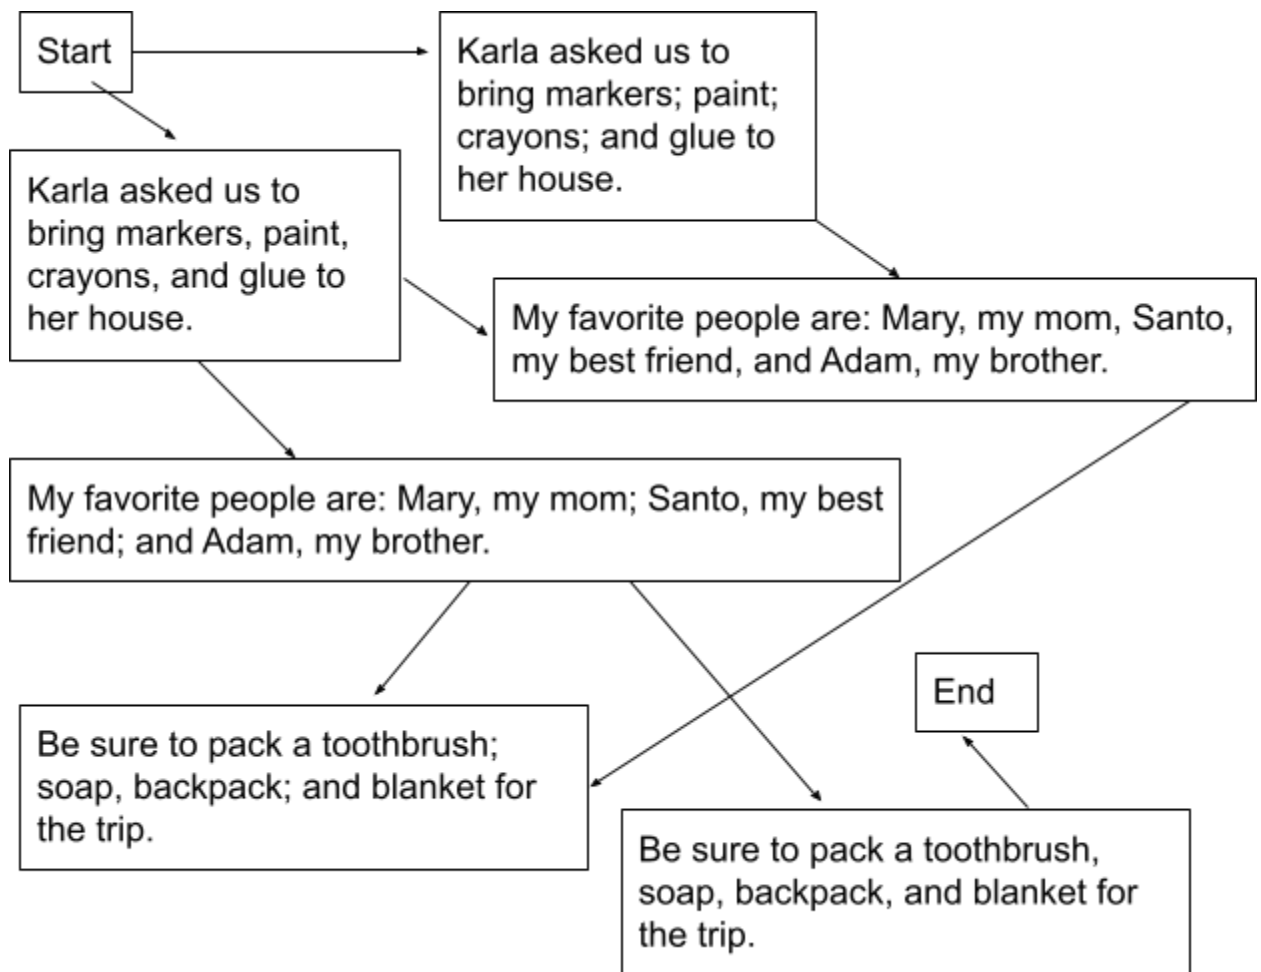 Start
Karla asked us to
bring markers; paint;
crayons; and glue to
her house.
Karla asked us to
bring markers, paint,
crayons, and glue to
her house.
My favorite people are: Mary, my mom, Santo,
my best friend, and Adam, my brother.
My favorite people are: Mary, my mom; Santo, my best
friend; and Adam, my brother.
End
Be sure to pack a toothbrush;
soap, backpack; and blanket for
the trip.
Be sure to pack a toothbrush,
soap, backpack, and blanket for
the trip.